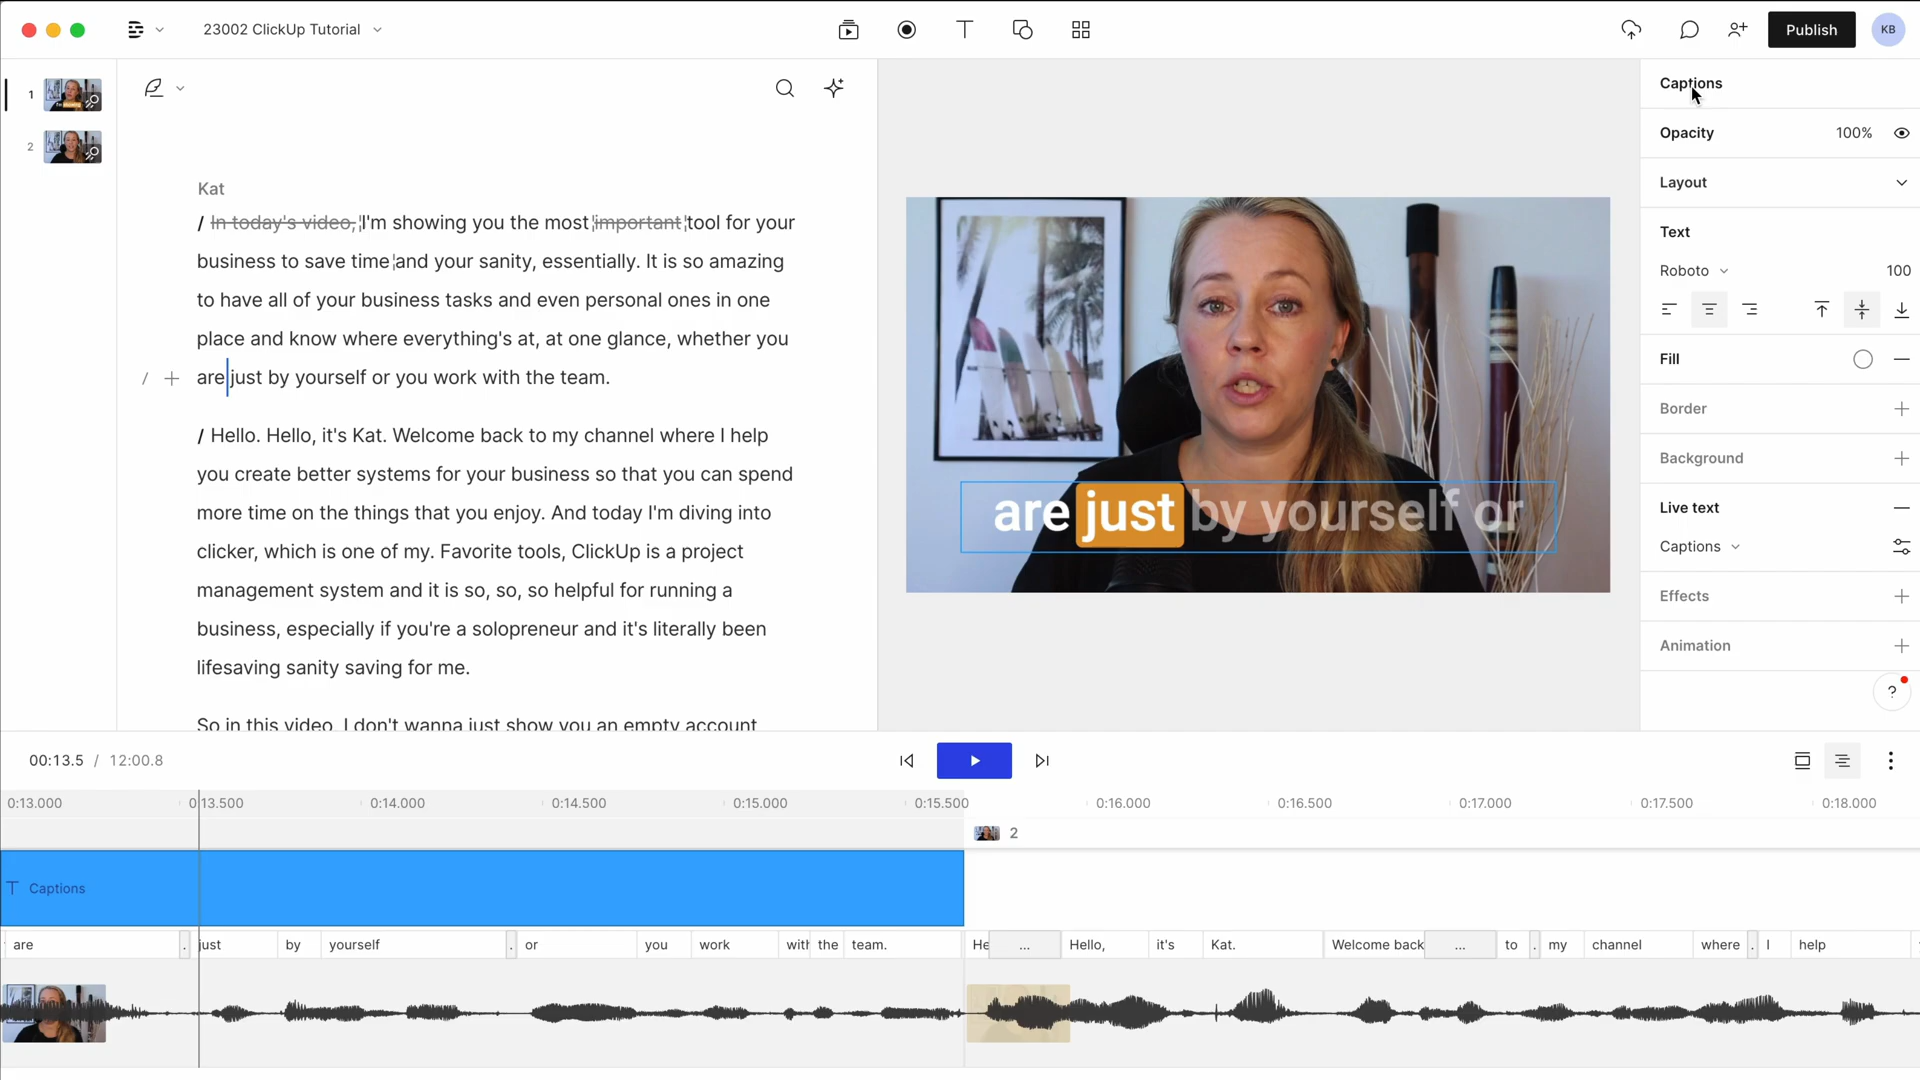 23002 ClickUp Tutorial
Publish
KB
1
2
Kat
/ In today's video, I'm showing you the most important tool for your
business to save time and your sanity, essentially. It is so amazing
to have all of your business tasks and even personal ones in one
place and know where everything's at, at one glance, whether you
/ + are just by yourself or you work with the team.
/ Hello. Hello, it's Kat. Welcome back to my channel where I help
you create better systems for your business so that you can spend
more time on the things that you enjoy. And today I'm diving into
clicker, which is one of my. Favorite tools, ClickUp is a project
management system and it is so, so, so helpful for running a
business, especially if you're a solopreneur and it's literally been
lifesaving sanity saving for me.
So in this video, I don't wanna just show you an empty account
are just by yourself or
Captions
Opacity 100%
Layout
Text
Roboto 100
Fill
Border
Background
Live text
Captions
Effects
Animation
?
00:13.5 / 12:00.8
0:13.000 0:13.500 0:14.000 0:14.500 0:15.000 0:15.500 0:16.000 0:16.500 0:17.000 0:17.500 0:18.000
2
T Captions
are . just by yourself . or you work with the team. He ... Hello, it's Kat. Welcome back ... to . my channel where . I help